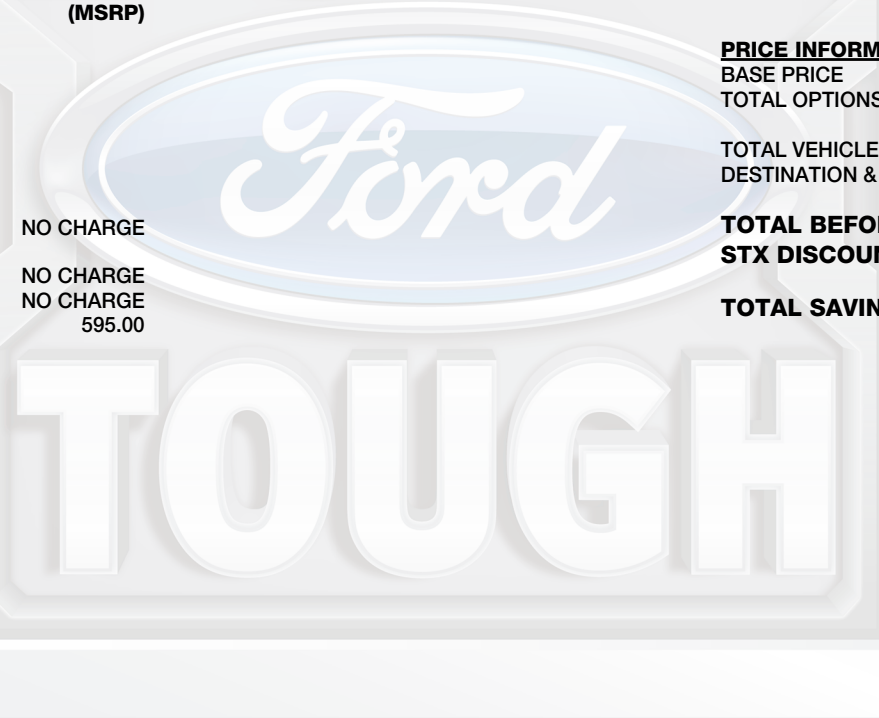 (MSRP)
NO CHARGE
NO CHARGE
NO CHARGE
595.00
PRICE INFORM
BASE PRICE
TOTAL OPTIONS
TOTAL VEHICLE
DESTINATION &
TOTAL BEFO
STX DISCOUN
TOTAL SAVIN
Ford
TOUGH